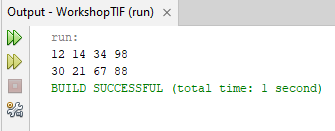 Output - WorkshopTIF (run)
run:
12 14 34 98
30 21 67 88
BUILD SUCCESSFUL (total time: 1 second)